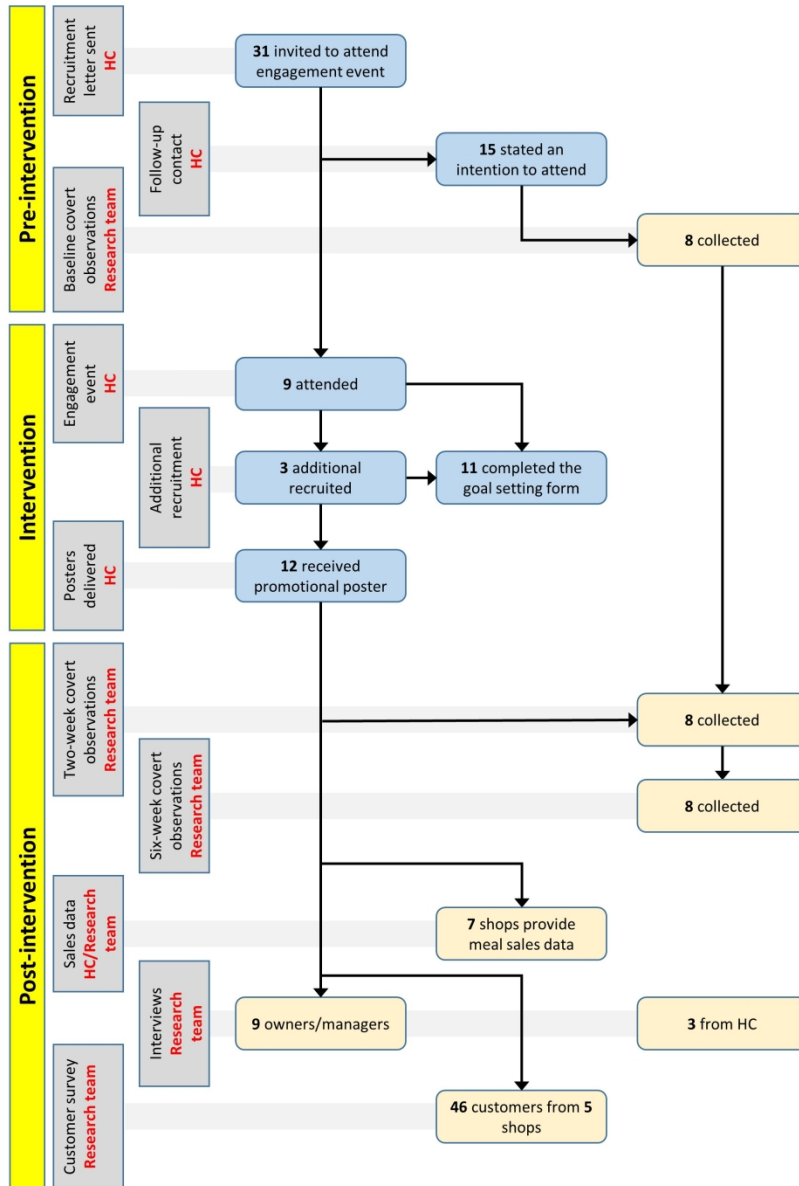 Pre-intervention
Recruitment
letter sent
HC
31 invited to attend
engagement event
Follow-up
contact
HC
15 stated an
intention to attend
Baseline covert
observations
Research team
8 collected
Intervention
Engagement
event
HC
9 attended
Additional
recruitment
HC
3 additional
recruited
11 completed the
goal setting form
Posters
delivered
HC
12 received
promotional poster
Post-intervention
Two-week covert
observations
Research team
8 collected
Six-week covert
observations
Research team
8 collected
Sales data
HC/Research
team
7 shops provide
meal sales data
Interviews
Research
team
9 owners/managers
3 from HC
Customer survey
Research team
46 customers from 5
shops